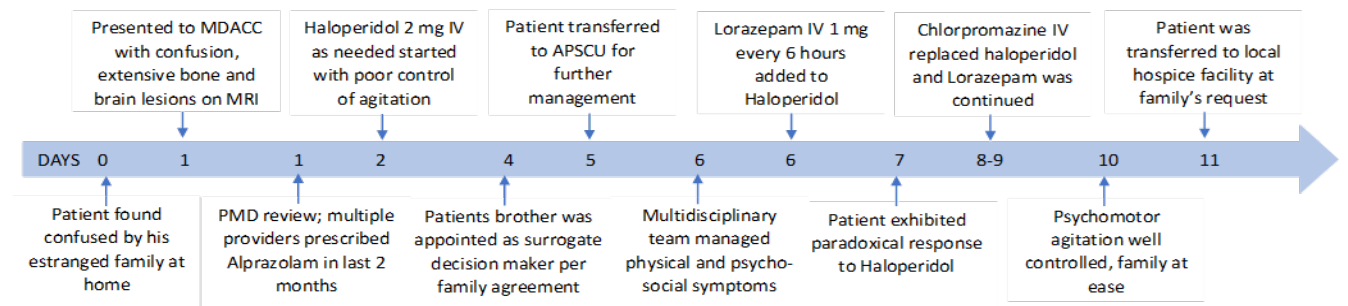 Presented to MDACC
with confusion,
extensive bone and
brain lesions on MRI
Haloperidol 2 mg IV
as needed started
with poor control
of agitation
Patient transferred
to APSCU for
further
management
Lorazepam IV 1 mg
every 6 hours
added to
Haloperidol
Chlorpromazine IV
replaced haloperidol
and Lorazepam was
continued
Patient was
transferred to local
hospice facility at
family's request
DAYS 0 1 1 2 4 5 6 6 7 8-9 10 11
Patient found
confused by his
estranged family at
home
PMD review; multiple
providers prescribed
Alprazolam in last 2
months
Patients brother was
appointed as surrogate
decision maker per
family agreement
Multidisciplinary
team managed
physical and psycho-
social symptoms
Patient exhibited
paradoxical response
to Haloperidol
Psychomotor
agitation well
controlled, family at
ease